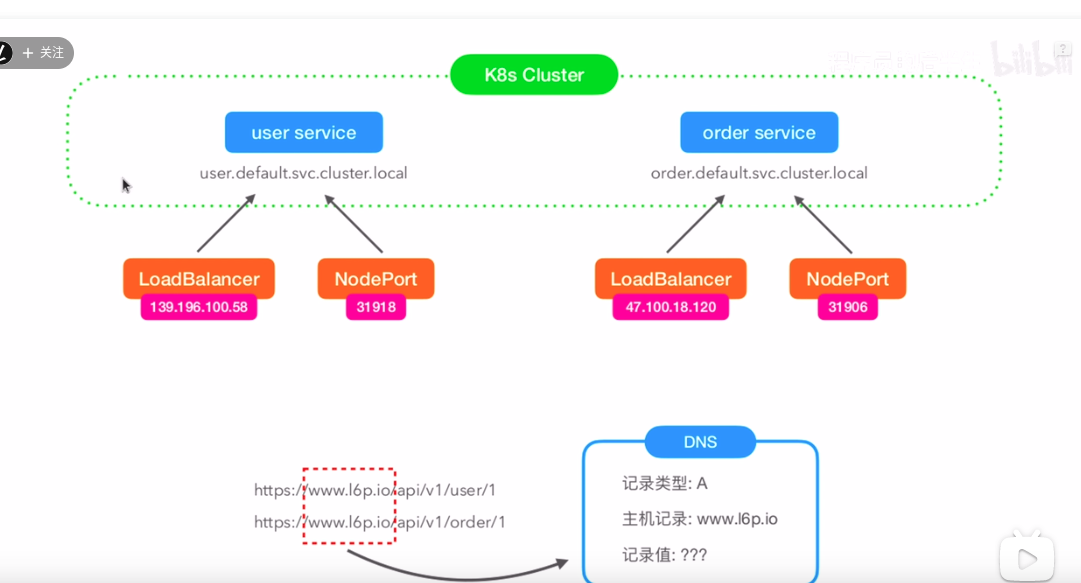 + 关注
bilibili
?
K8s Cluster
user service
order service
user.default.svc.cluster.local
order.default.svc.cluster.local
LoadBalancer
NodePort
LoadBalancer
NodePort
139.196.100.58
31918
47.100.18.120
31906
DNS
https://www.l6p.io/api/v1/user/1
https://www.l6p.io/api/v1/order/1
记录类型: A
主机记录: www.l6p.io
记录值: ???